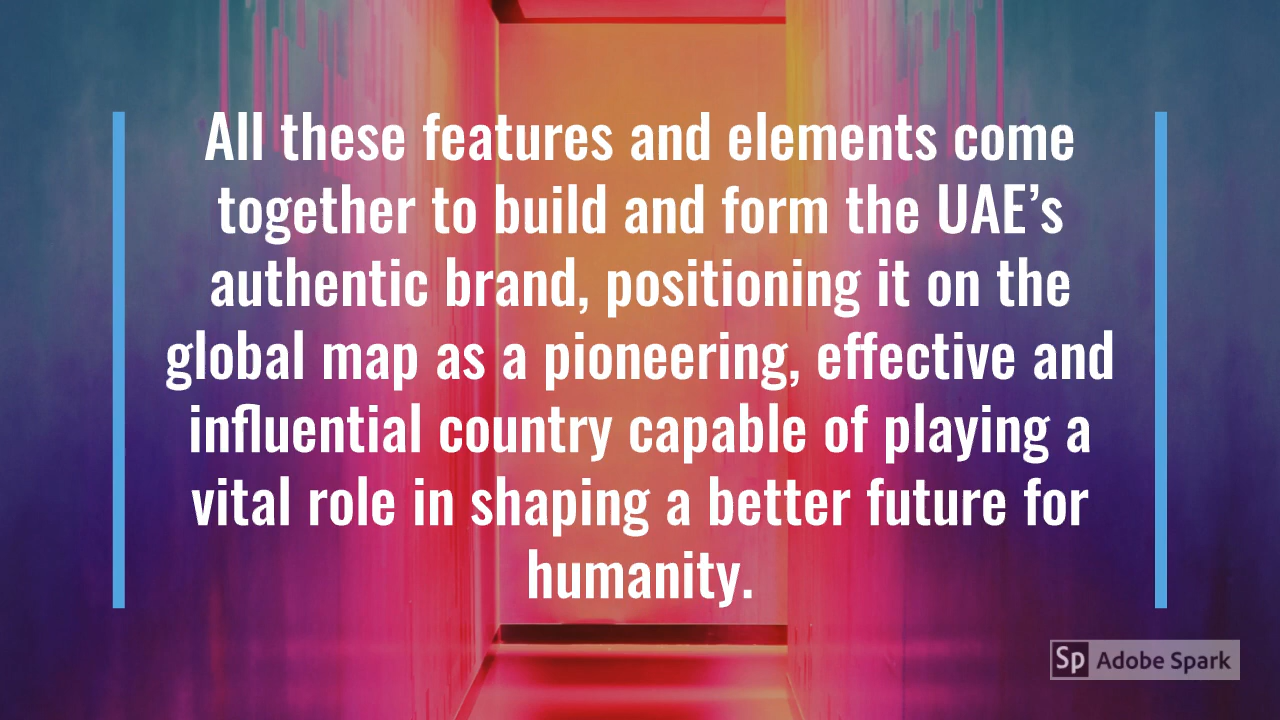 All these features and elements come
together to build and form the UAE’s
authentic brand, positioning it on the
global map as a pioneering, effective and
influential country capable of playing a
vital role in shaping a better future for
humanity.
Sp Adobe Spark